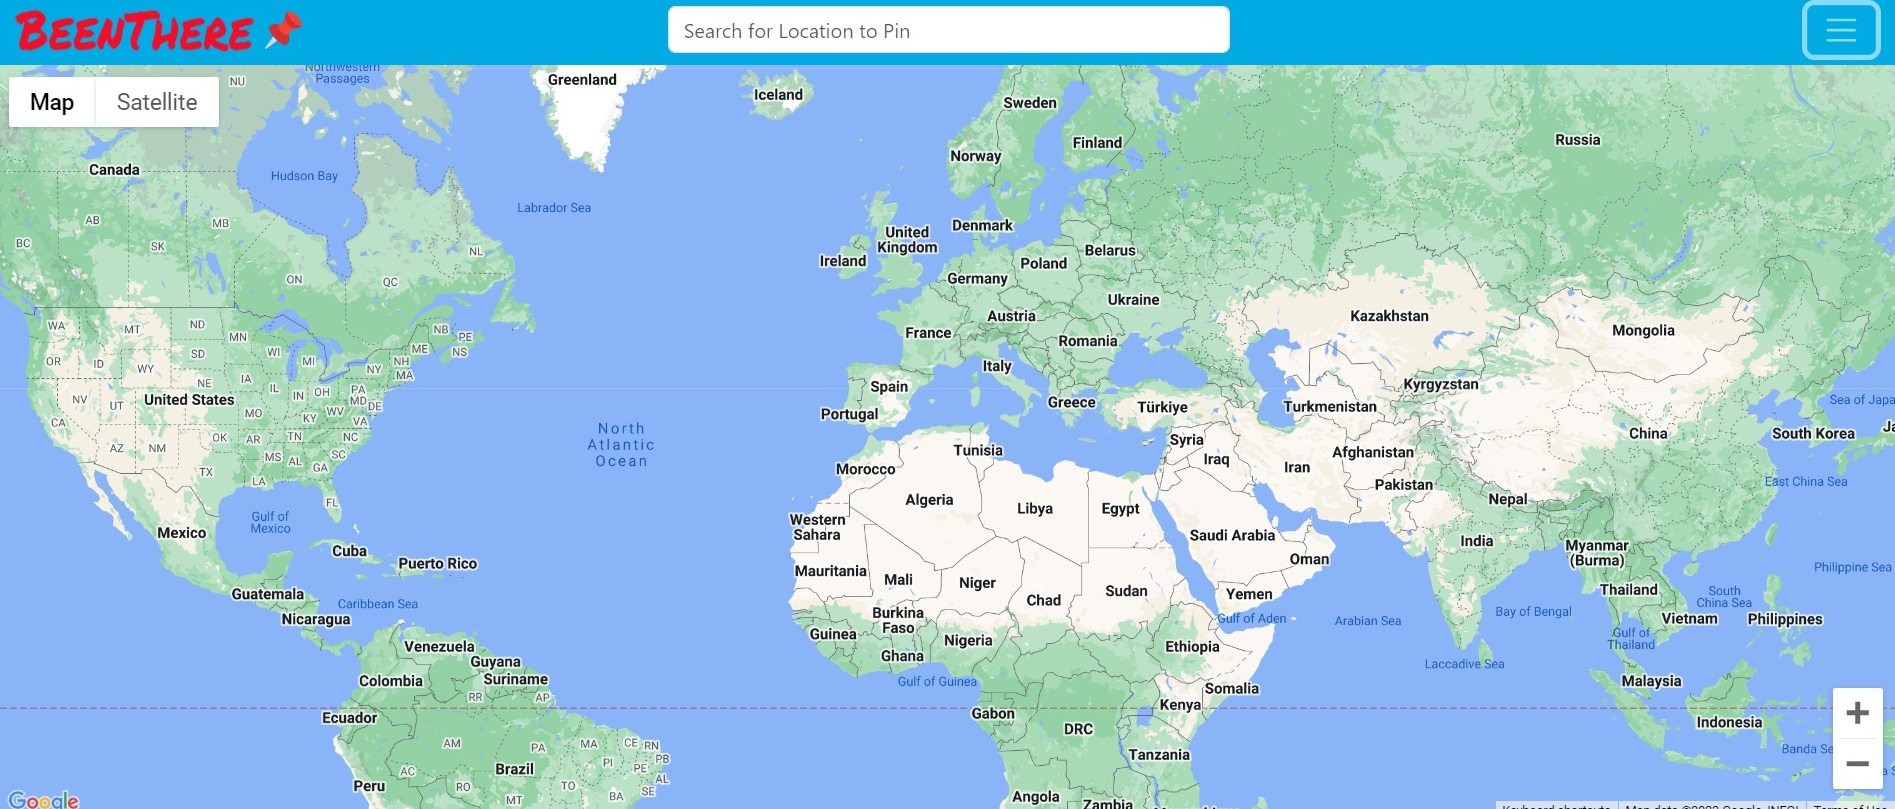 BEENTHERE
Search for Location to Pin
Map
Satellite
Northwestern
Passages
NU
Greenland
Iceland
Sweden
Finland
Norway
Russia
Canada
Hudson Bay
Labrador Sea
AB
MB
BC
SK
NL
ON
QC
United
Kingdom
Denmark
Ireland
Belarus
Poland
Germany
Ukraine
Kazakhstan
Austria
France
Romania
Mongolia
WA
MT
ND
MN
NB
PE
ME
NS
OR
ID
WY
SD
WI
MI
NH
NY
MA
Italy
Spain
Portugal
Greece
Türkiye
Kyrgyzstan
Turkmenistan
NV
UT
NE
IA
United States
IL
IN
OH
PA
MD
DE
MO
KY
WV
VA
CA
AZ
NM
OK
AR
TN
NC
MS
AL
SC
GA
TX
LA
FL
North
Atlantic
Ocean
Sea of Japa
South Korea
Ja
China
East China Sea
Syria
Iraq
Iran
Afghanistan
Pakistan
Nepal
Tunisia
Morocco
Algeria
Libya
Egypt
Western
Sahara
Saudi Arabia
Oman
India
Myanmar
(Burma)
Gulf of
Mexico
Mexico
Cuba
Puerto Rico
Guatemala
Caribbean Sea
Nicaragua
Mauritania
Mali
Niger
Chad
Sudan
Yemen
Gulf of Aden
Arabian Sea
Bay of Bengal
Thailand
South
China Sea
Philippine Sea
Vietnam
Philippines
Gulf of
Thailand
Burkina
Faso
Guinea
Ghana
Nigeria
Ethiopia
Laccadive Sea
Gulf of Guinea
Venezuela
Guyana
Suriname
Colombia
RR
AP
Ecuador
Malaysia
Somalia
Kenya
Gabon
DRC
Indonesia
Tanzania
Banda Se
AM
PA
MA
CE
RN
PB
PI
PE
AL
SE
AC
RO
MT
TO
BA
Brazil
Peru
Angola
Zambia
Google
Keyboard shortcuts
Map data ©2023 Google, INEGI
Terms of Use